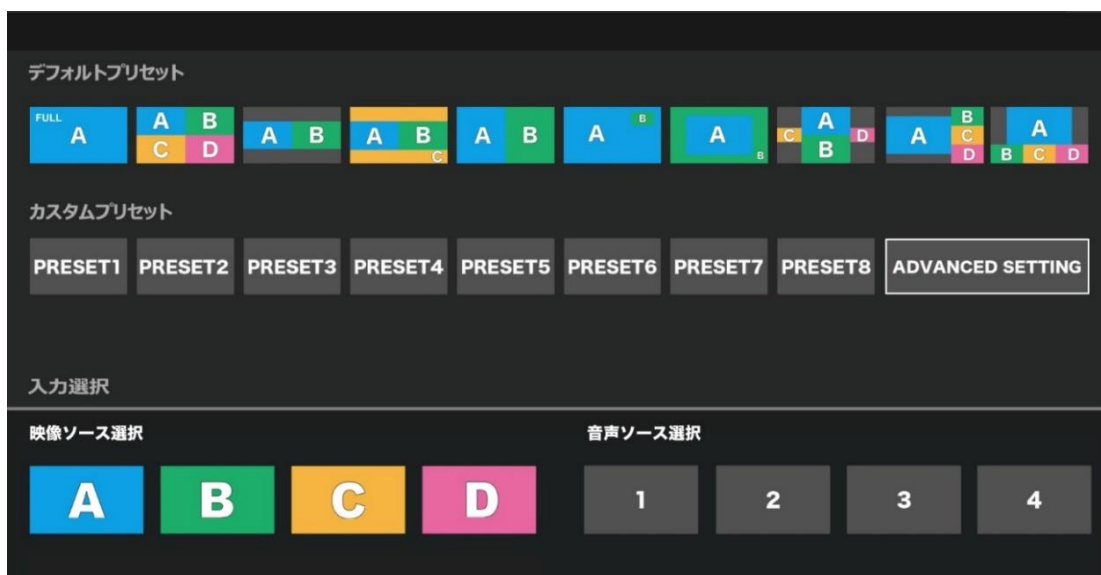 デフォルトプリセット
FULL
A
A B
C D
A B
A B
C
A B
A B
A B
A
C D
B
A B
C
D
A
B C D
カスタムプリセット
PRESET1 PRESET2 PRESET3 PRESET4 PRESET5 PRESET6 PRESET7 PRESET8 ADVANCED SETTING
入力選択
映像ソース選択
A B C D
音声ソース選択
1 2 3 4